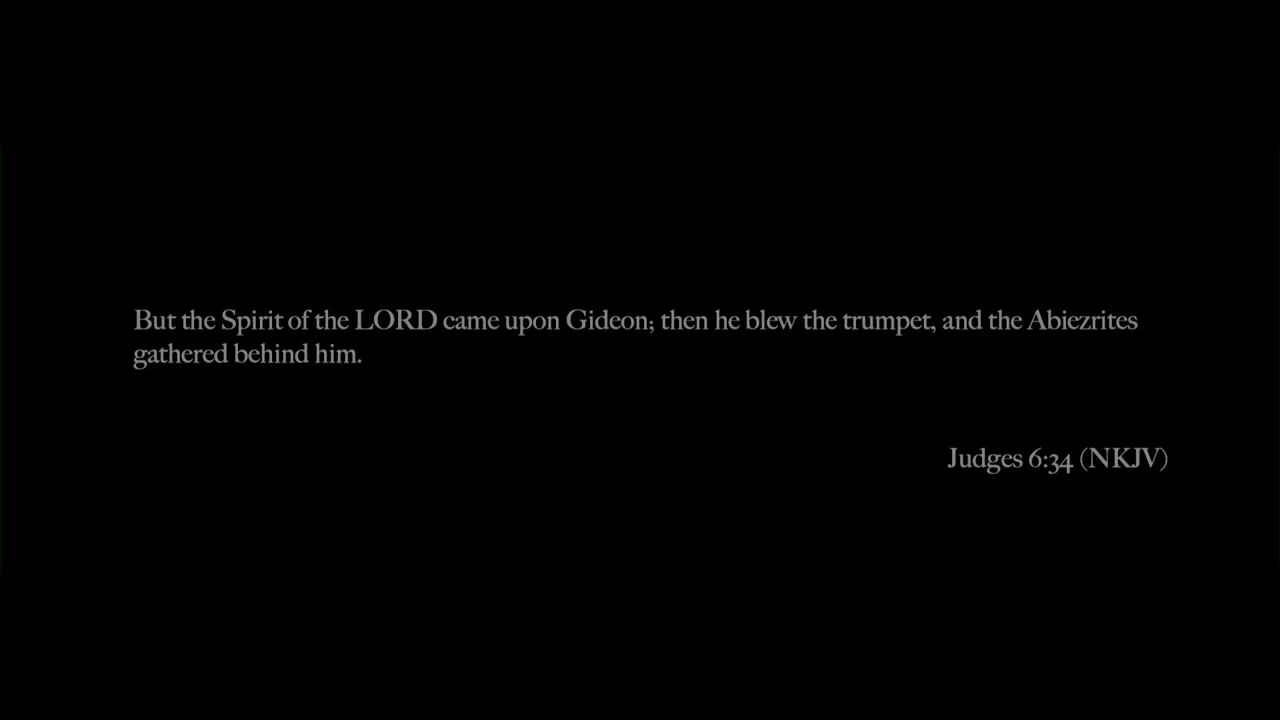 But the Spirit of the LORD came upon Gideon; then he blew the trumpet, and the Abiezrites
gathered behind him.
Judges 6:34 (NKJV)